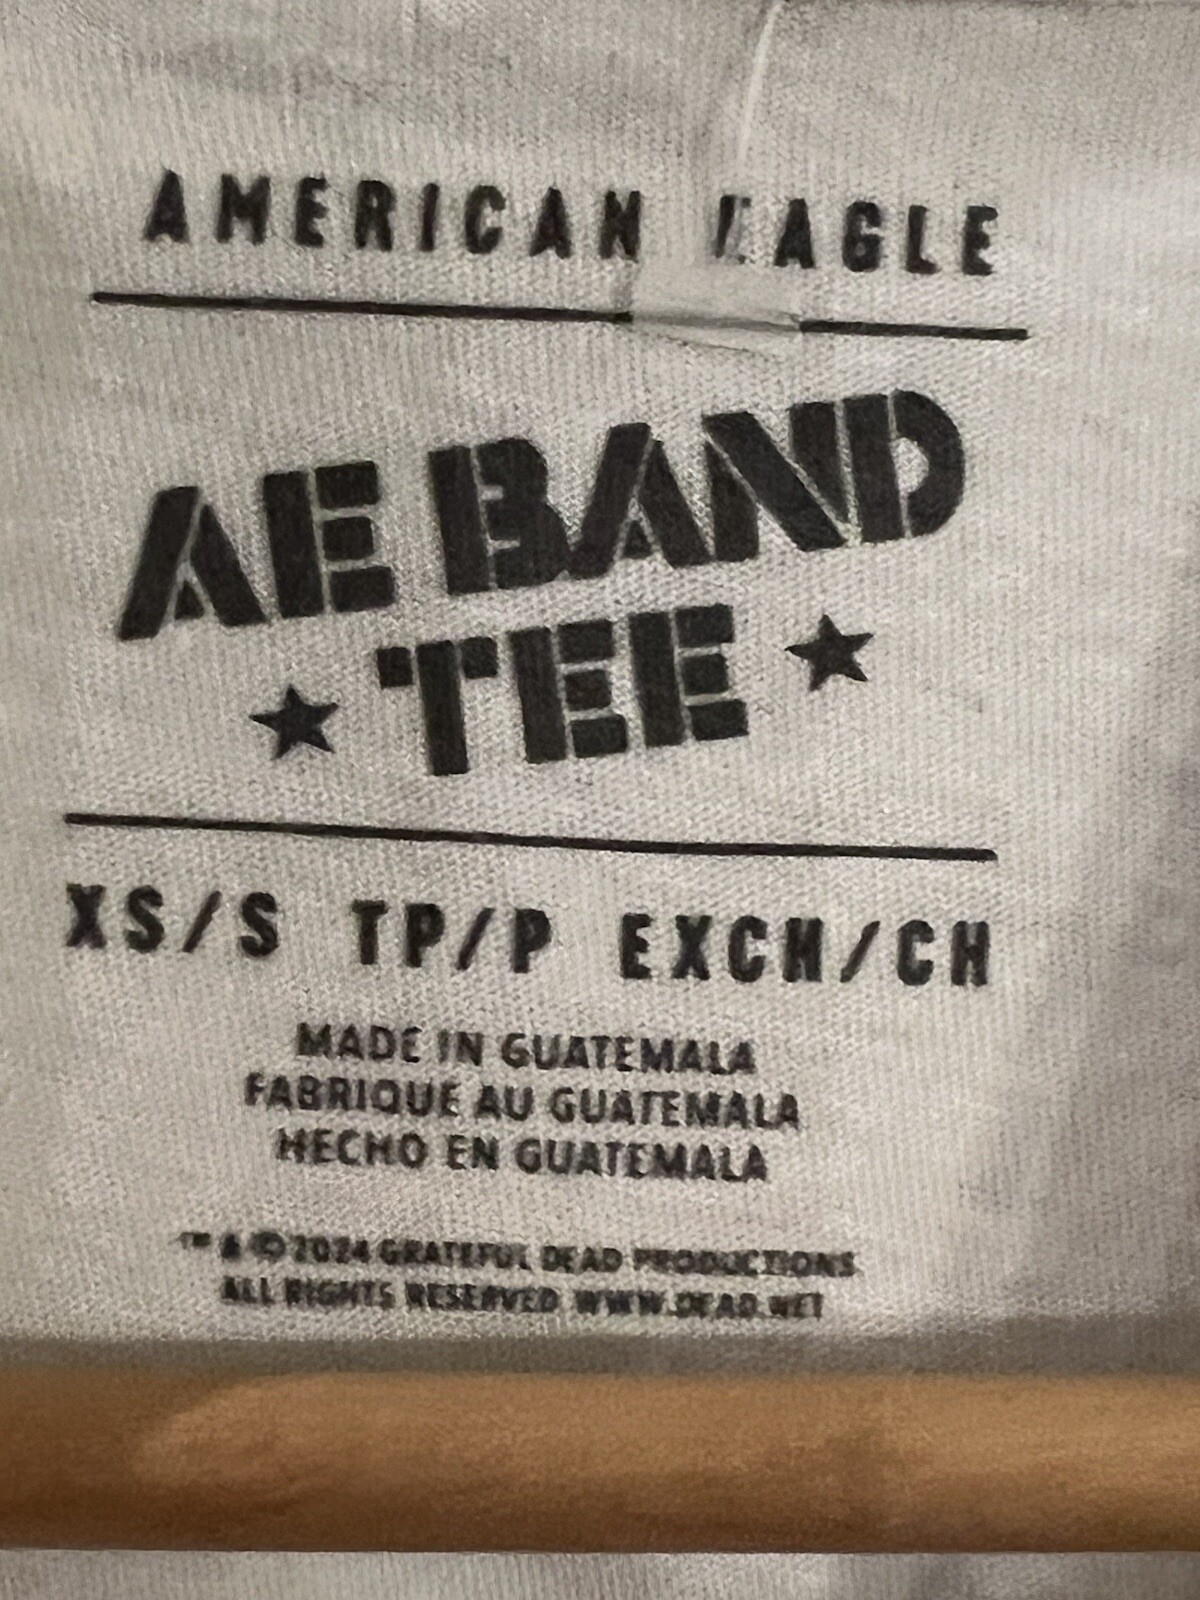 AMERICAN EAGLE
AE BAND
★ TEE ★
XS/S TP/P EXCH/CH
MADE IN GUATEMALA
FABRIQUE AU GUATEMALA
HECHO EN GUATEMALA
™ & © 2024 GRATEFUL DEAD PRODUCTIONS
ALL RIGHTS RESERVED WWW.DEAD.NET